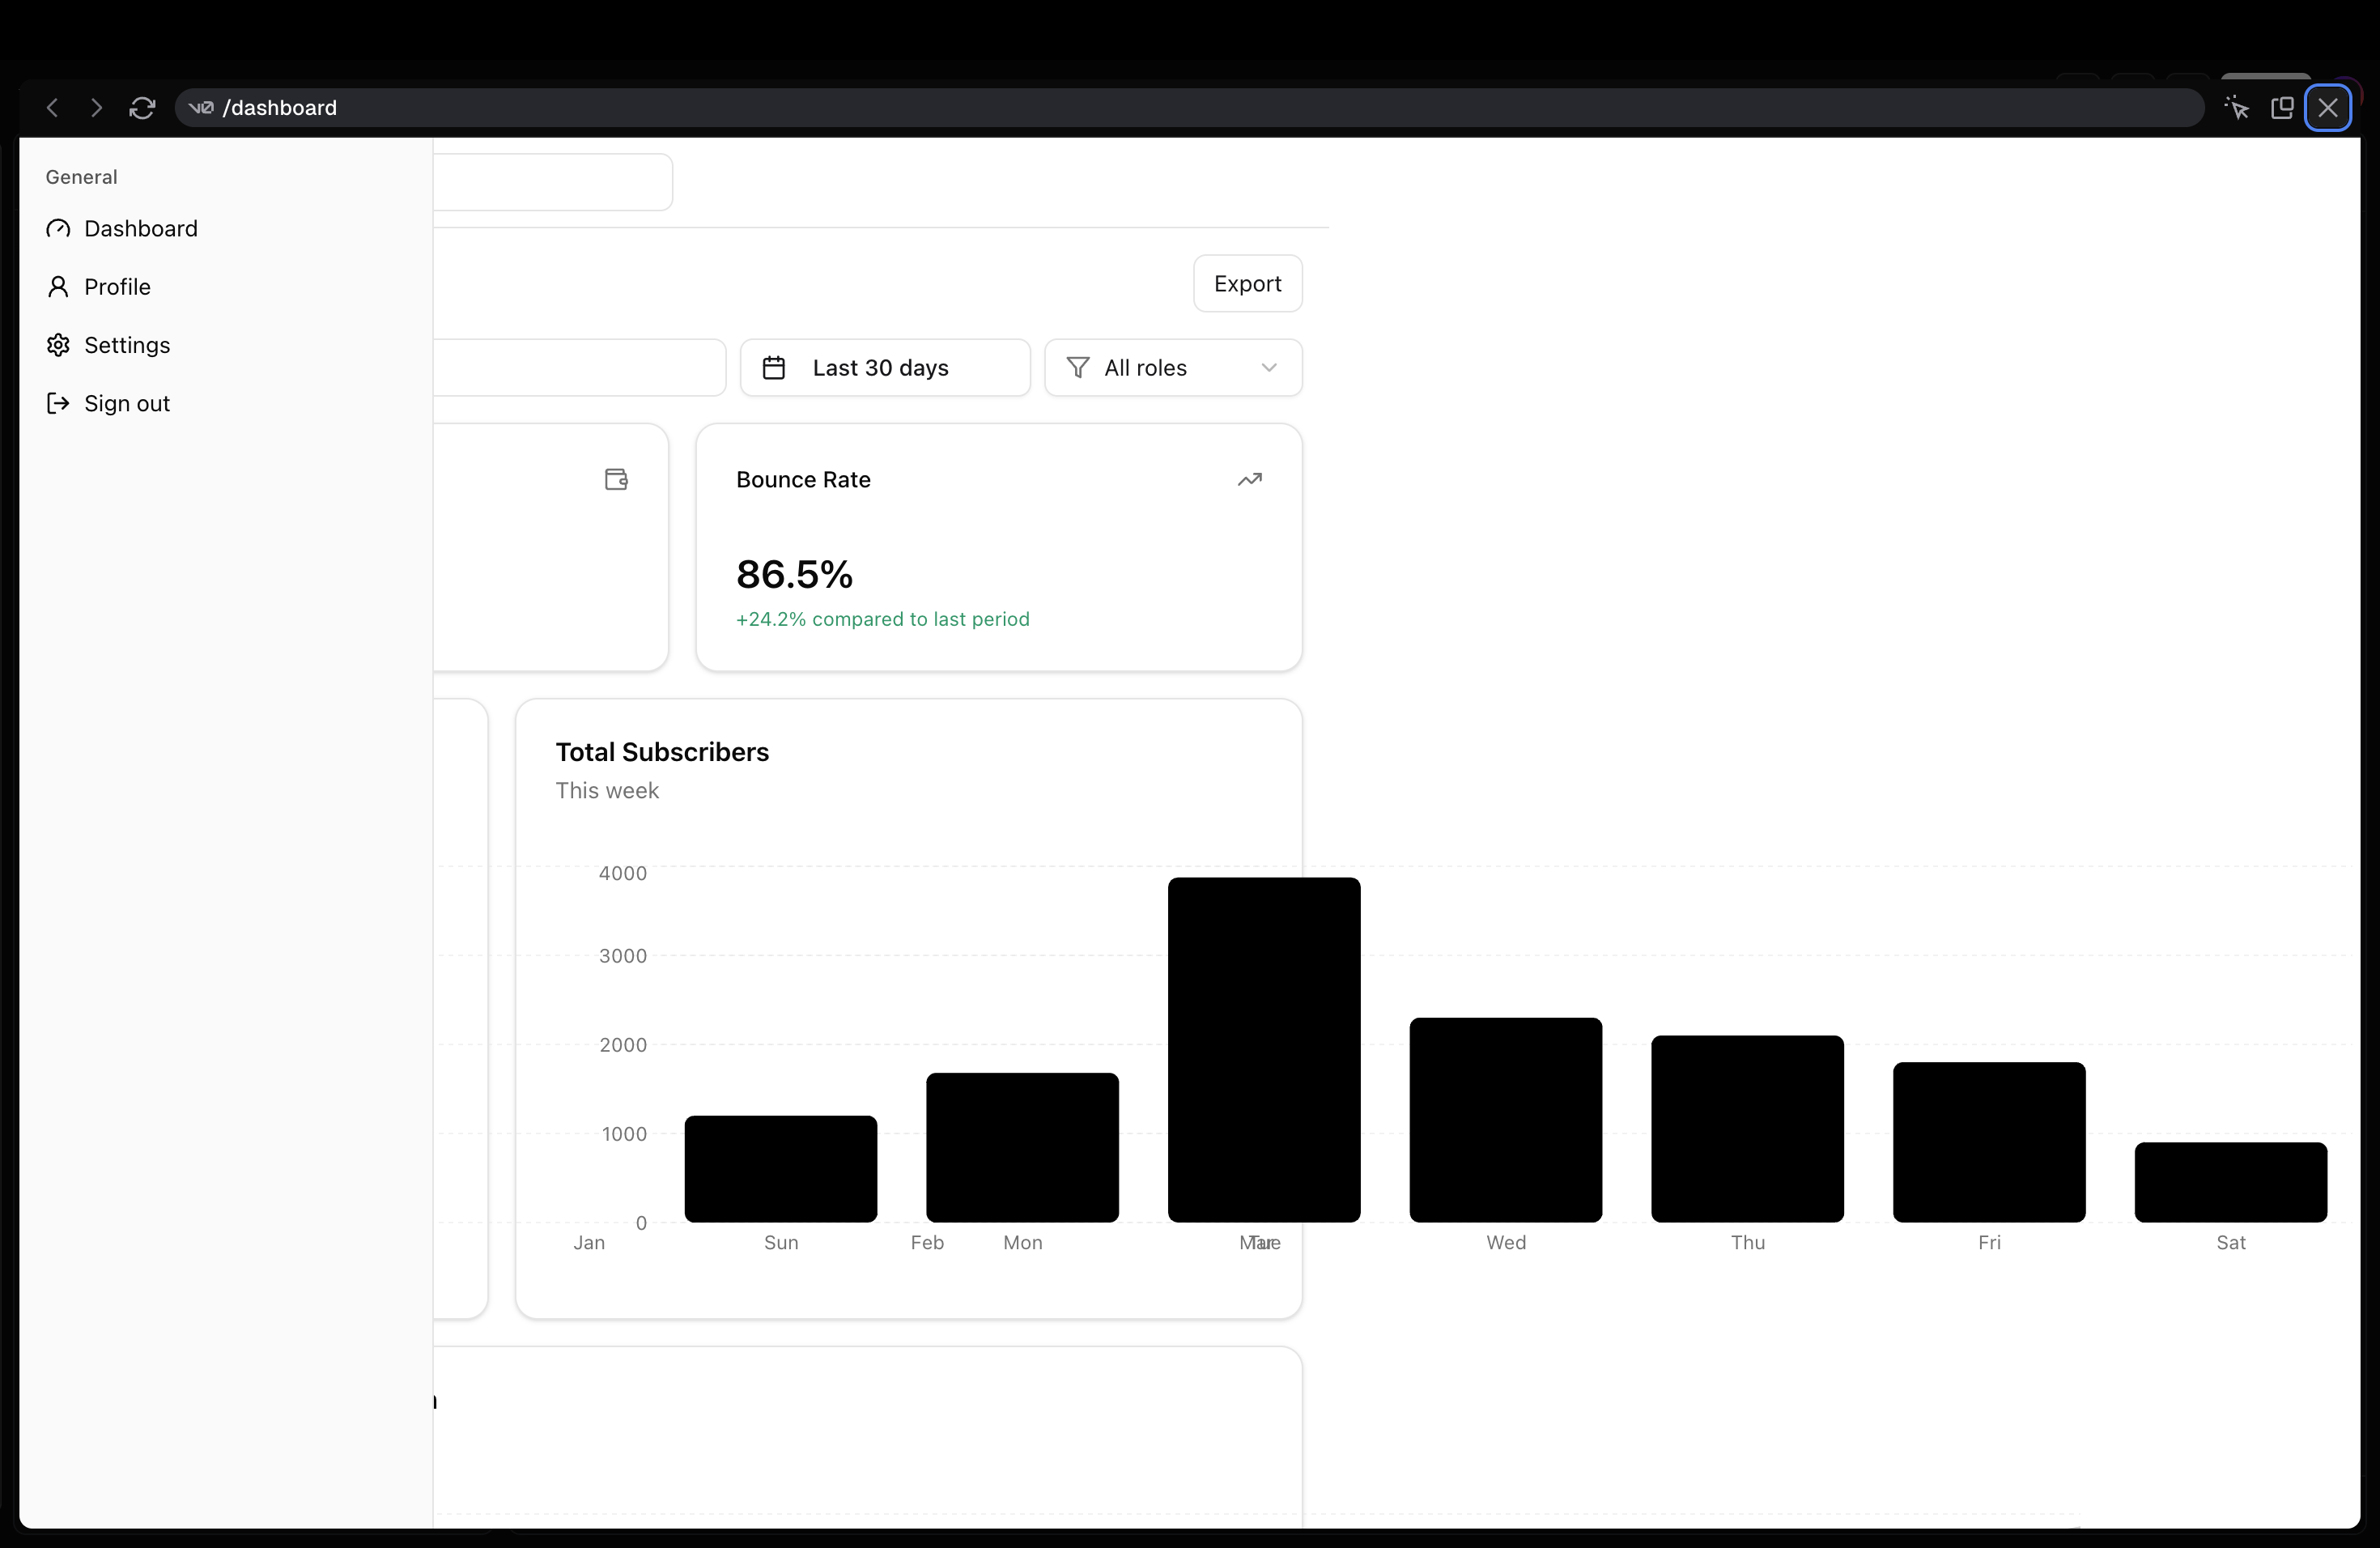 v0 /dashboard
General
Dashboard
Profile
Settings
Sign out
Export
Last 30 days
All roles
Bounce Rate
86.5%
+24.2% compared to last period
Total Subscribers
This week
4000
3000
2000
1000
0
Jan Sun Feb Mon Mar Tue Wed Thu Fri Sat